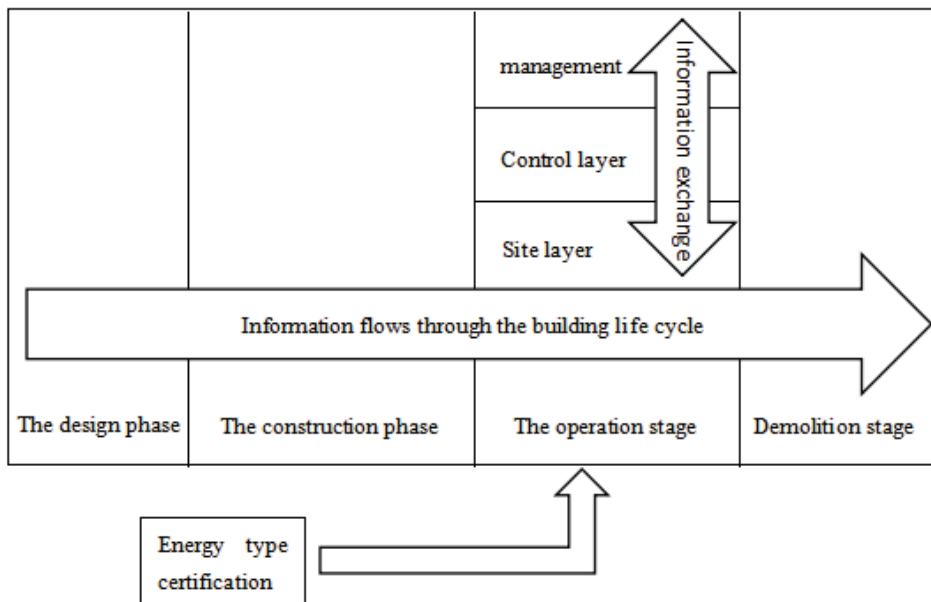 management
Information exchange
Control layer
Site layer
Information flows through the building life cycle
The design phase
The construction phase
The operation stage
Demolition stage
Energy type
certification